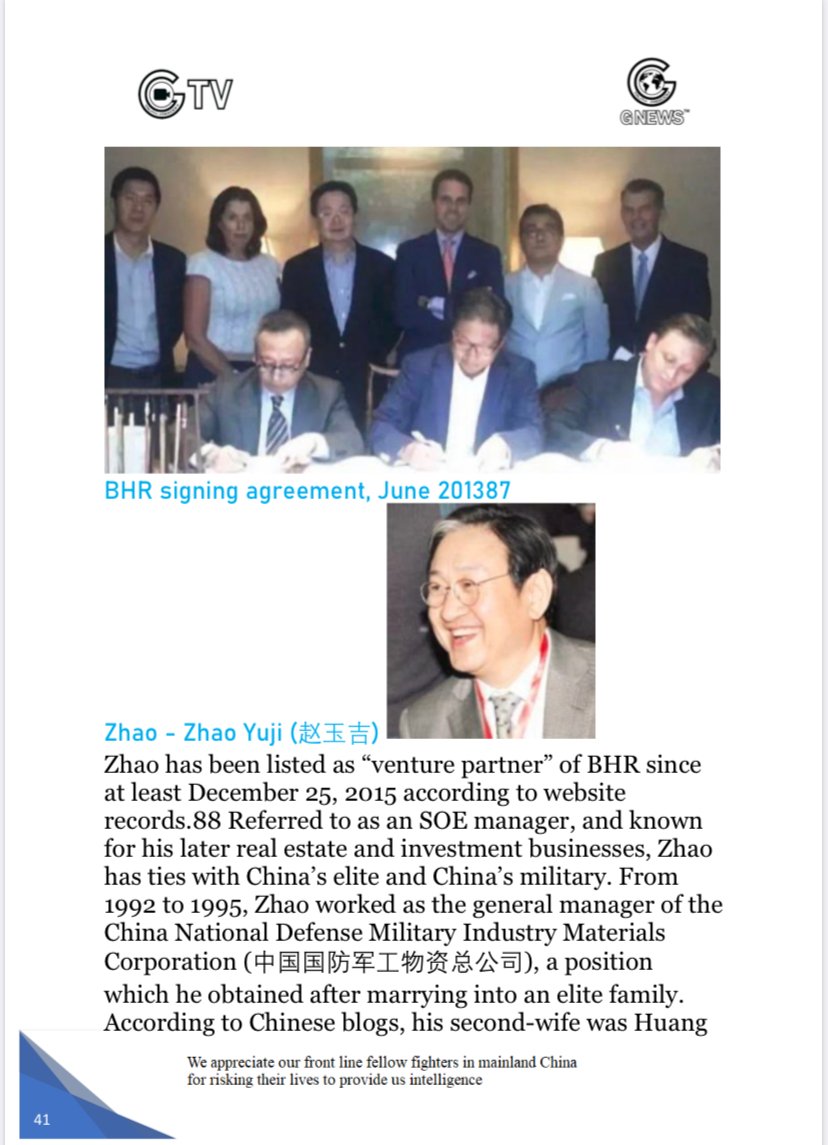 GTV
GNEWS™
BHR signing agreement, June 201387
Zhao - Zhao Yuji (赵玉吉)
Zhao has been listed as “venture partner” of BHR since
at least December 25, 2015 according to website
records.88 Referred to as an SOE manager, and known
for his later real estate and investment businesses, Zhao
has ties with China’s elite and China’s military. From
1992 to 1995, Zhao worked as the general manager of the
China National Defense Military Industry Materials
Corporation (中国国防军工物资总公司), a position
which he obtained after marrying into an elite family.
According to Chinese blogs, his second-wife was Huang
We appreciate our front line fellow fighters in mainland China
for risking their lives to provide us intelligence
41